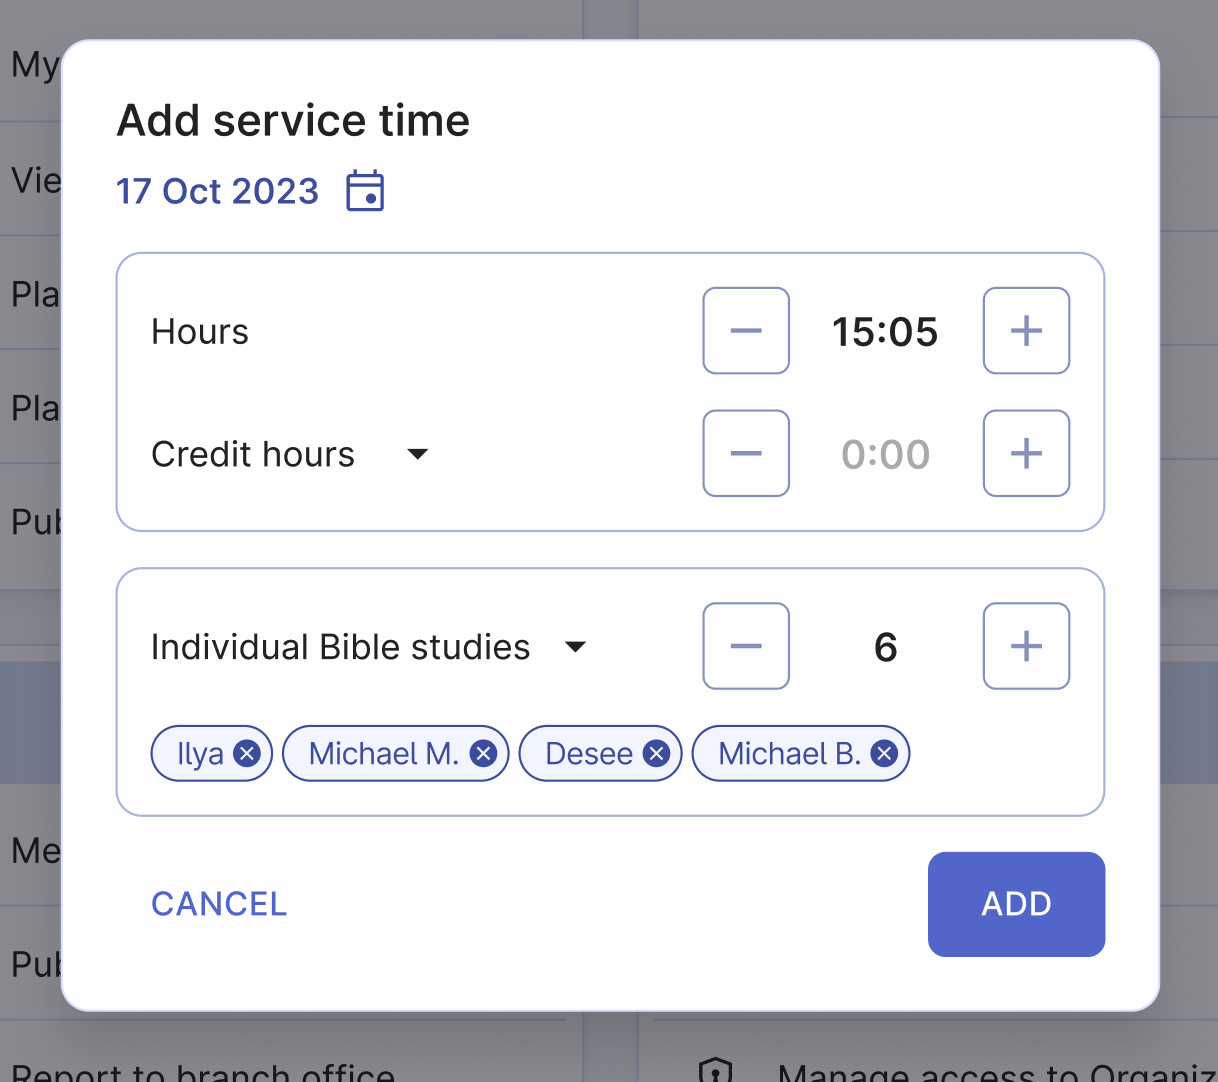 My
Add service time
Vie
17 Oct 2023
Pla
Hours
15:05
Pla
Credit hours
0:00
Pub
Individual Bible studies
6
Ilya Michael M. Desee Michael B.
Me
CANCEL
ADD
Pub
Report to branch office
Manage access to Organiz